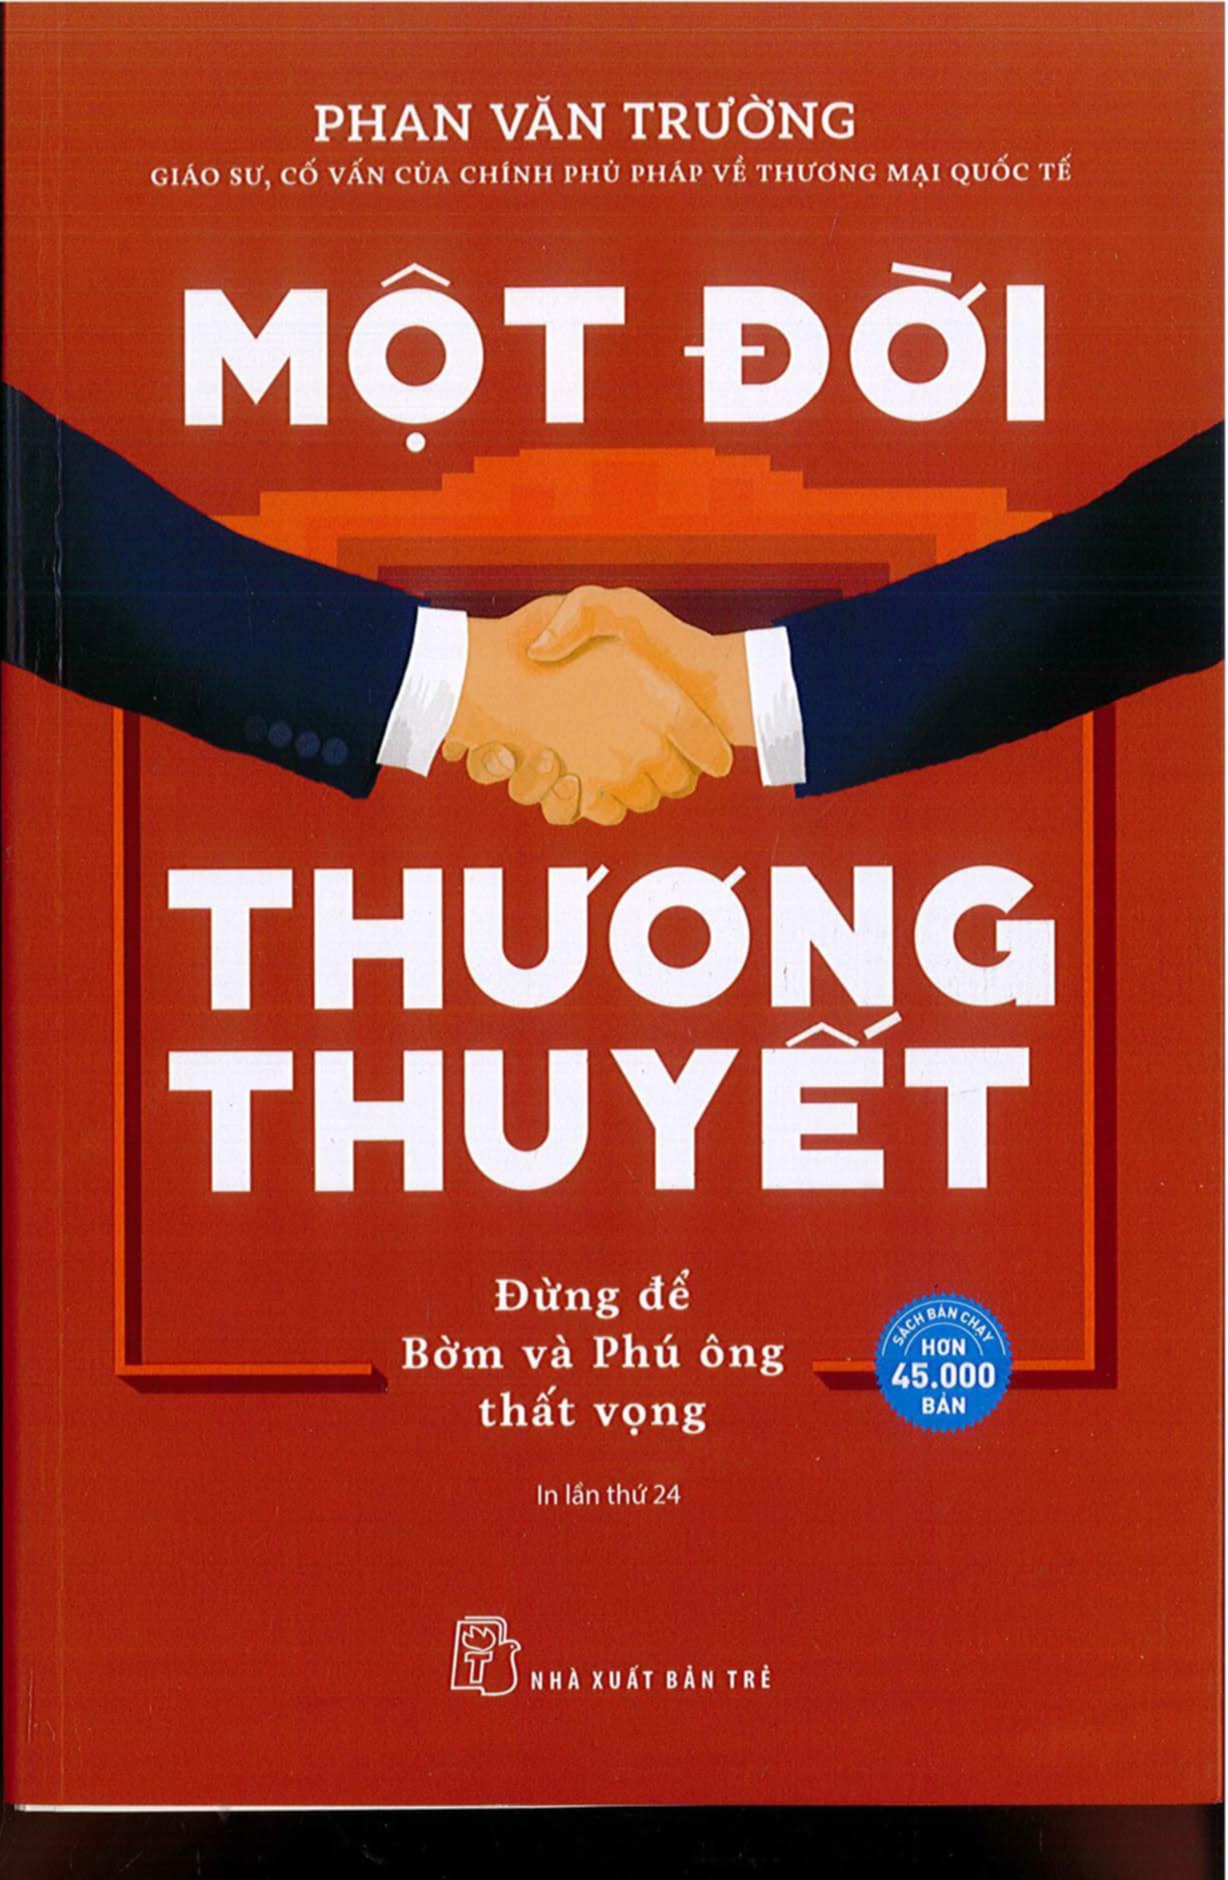 PHAN VĂN TRƯỜNG
GIÁO SƯ, CỐ VẤN CỦA CHÍNH PHỦ PHÁP VỀ THƯƠNG MẠI QUỐC TẾ
MỘT ĐỜI
THƯƠNG
THUYẾT
Đừng để
Bờm và Phú ông
thất vọng
SÁCH BÁN CHẠY
HƠN
45.000
BẢN
In lần thứ 24
T
NHÀ XUẤT BẢN TRẺ